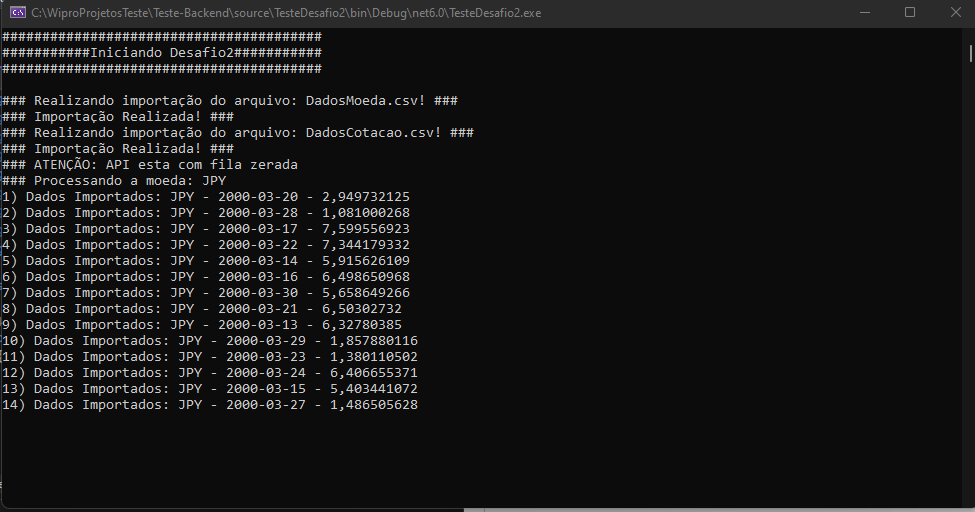 C:\WiproProjetosTeste\Teste-Backend\source\TesteDesafio2\bin\Debug\net6.0\TesteDesafio2.exe
########################################
###########Iniciando Desafio2###########
########################################
### Realizando importação do arquivo: DadosMoeda.csv! ###
### Importação Realizada! ###
### Realizando importação do arquivo: DadosCotacao.csv! ###
### Importação Realizada! ###
### ATENÇÃO: API esta com fila zerada
### Processando a moeda: JPY
1) Dados Importados: JPY - 2000-03-20 - 2,949732125
2) Dados Importados: JPY - 2000-03-28 - 1,081000268
3) Dados Importados: JPY - 2000-03-17 - 7,599556923
4) Dados Importados: JPY - 2000-03-22 - 7,344179332
5) Dados Importados: JPY - 2000-03-14 - 5,915626109
6) Dados Importados: JPY - 2000-03-16 - 6,498650968
7) Dados Importados: JPY - 2000-03-30 - 5,658649266
8) Dados Importados: JPY - 2000-03-21 - 6,50302732
9) Dados Importados: JPY - 2000-03-13 - 6,32780385
10) Dados Importados: JPY - 2000-03-29 - 1,857880116
11) Dados Importados: JPY - 2000-03-23 - 1,380110502
12) Dados Importados: JPY - 2000-03-24 - 6,406655371
13) Dados Importados: JPY - 2000-03-15 - 5,403441072
14) Dados Importados: JPY - 2000-03-27 - 1,486505628